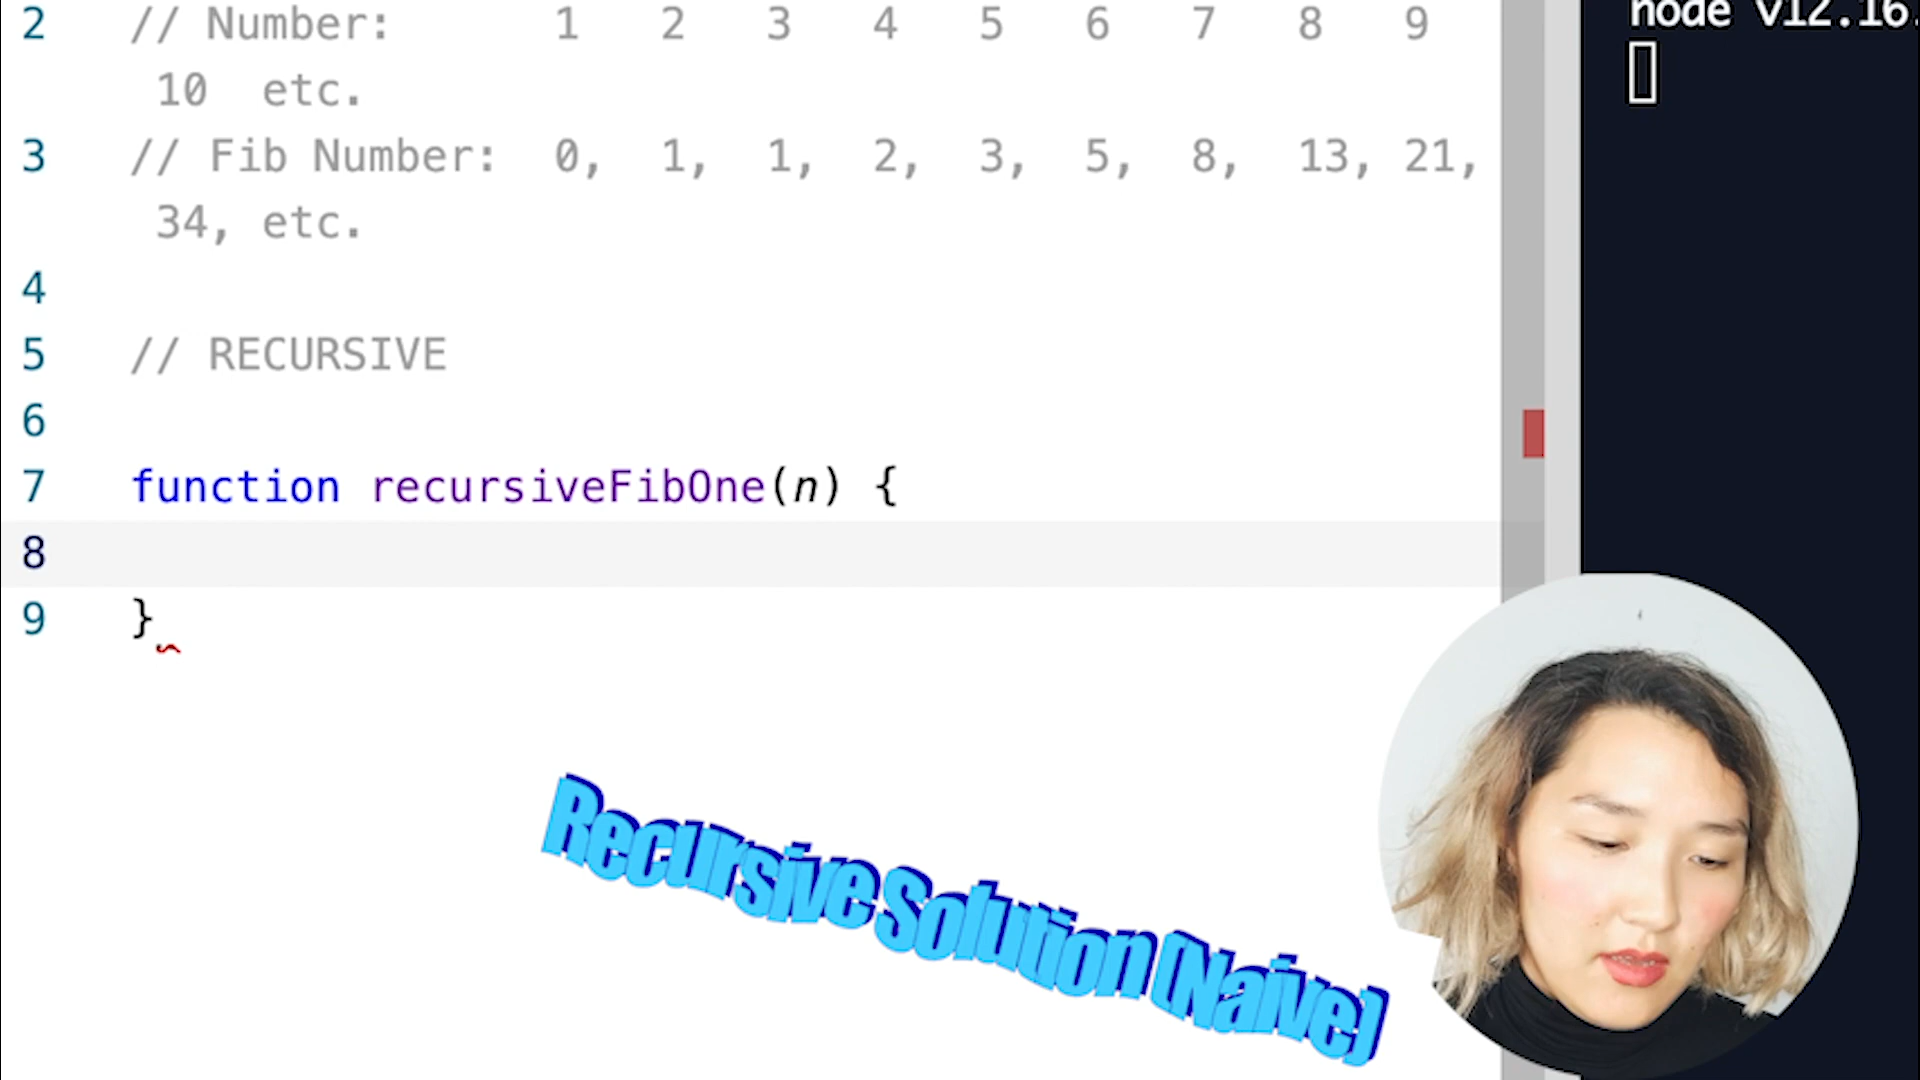 2 // Number: 1 2 3 4 5 6 7 8 9
10 etc.
3 // Fib Number: 0, 1, 1, 2, 3, 5, 8, 13, 21,
34, etc.
4
5 // RECURSIVE
6
7 function recursiveFibOne(n) {
8
9 }
node v12.16.
Recursive Solution (Naive)